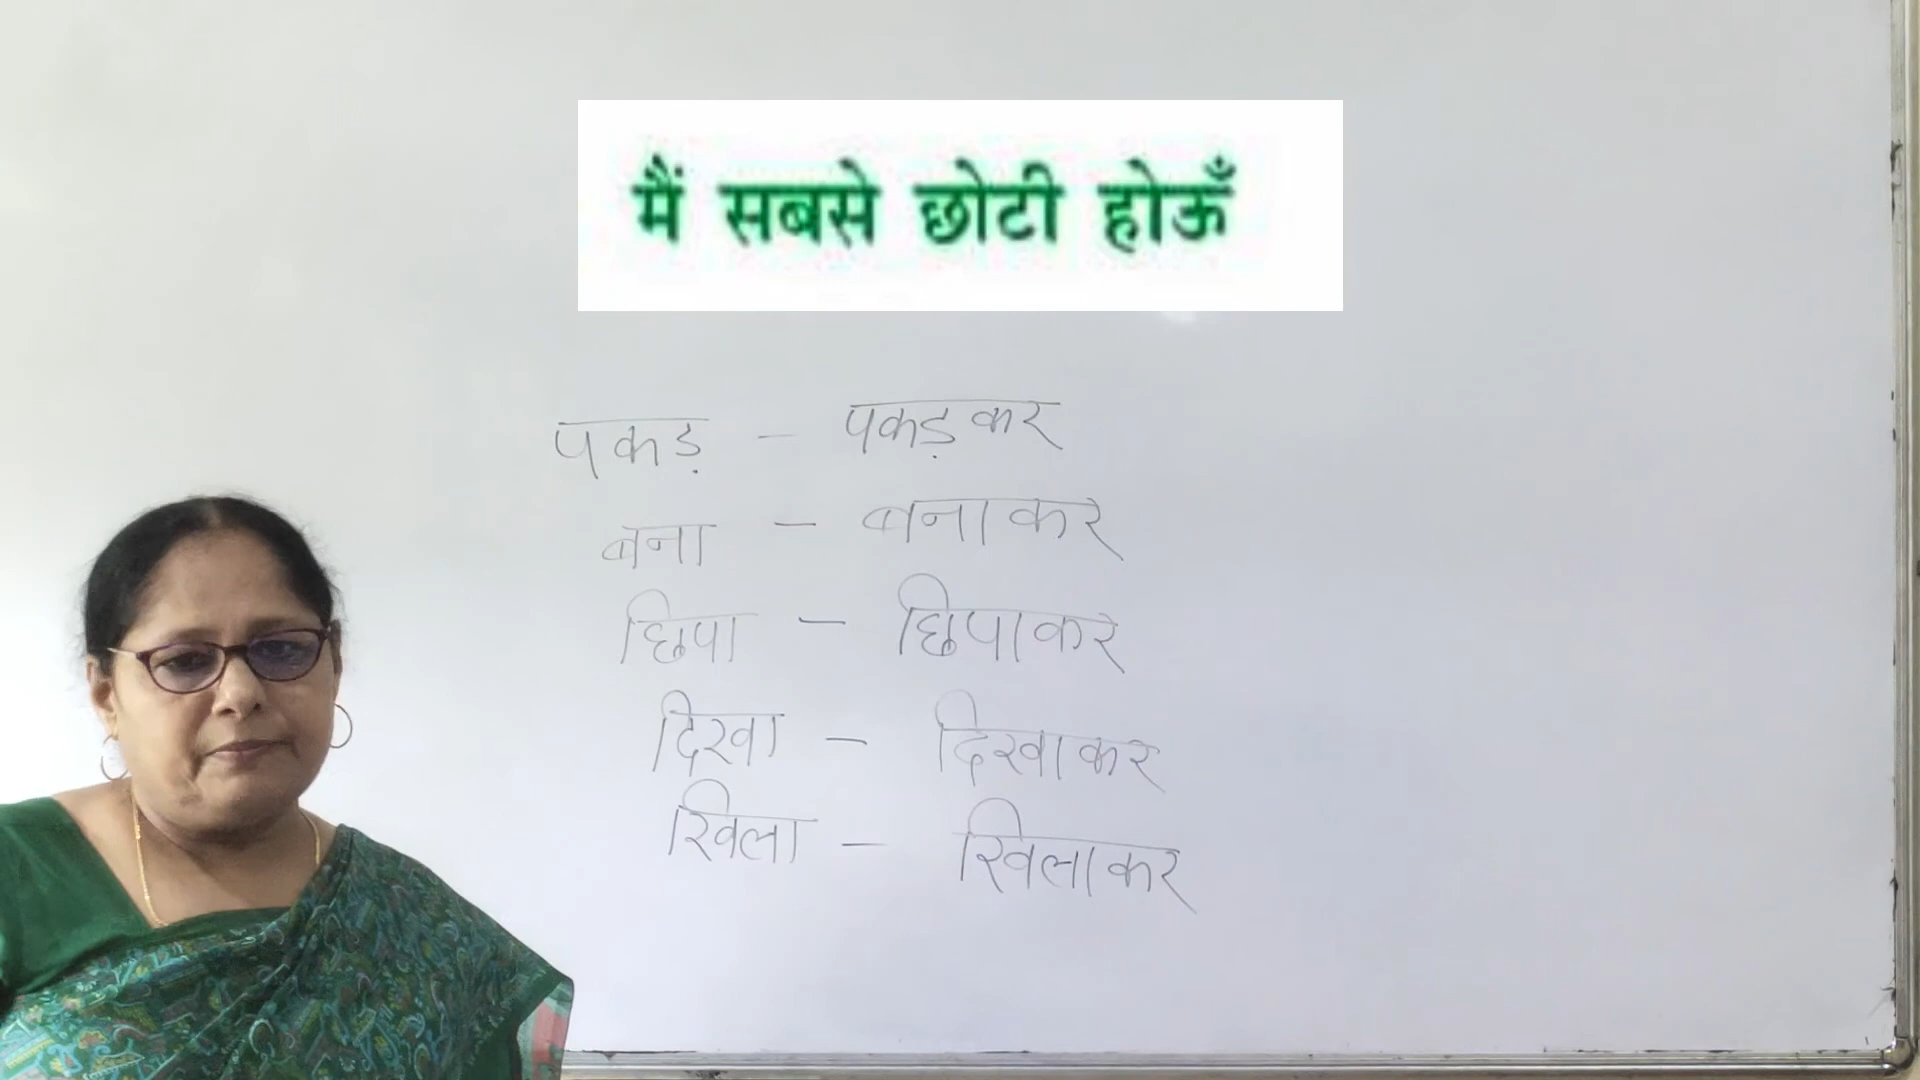 मैं सबसे छोटी होऊँ
पकड़ – पकड़कर
बना – बनाकर
छिपा – छिपाकर
दिखा – दिखाकर
खिला – खिलाकर